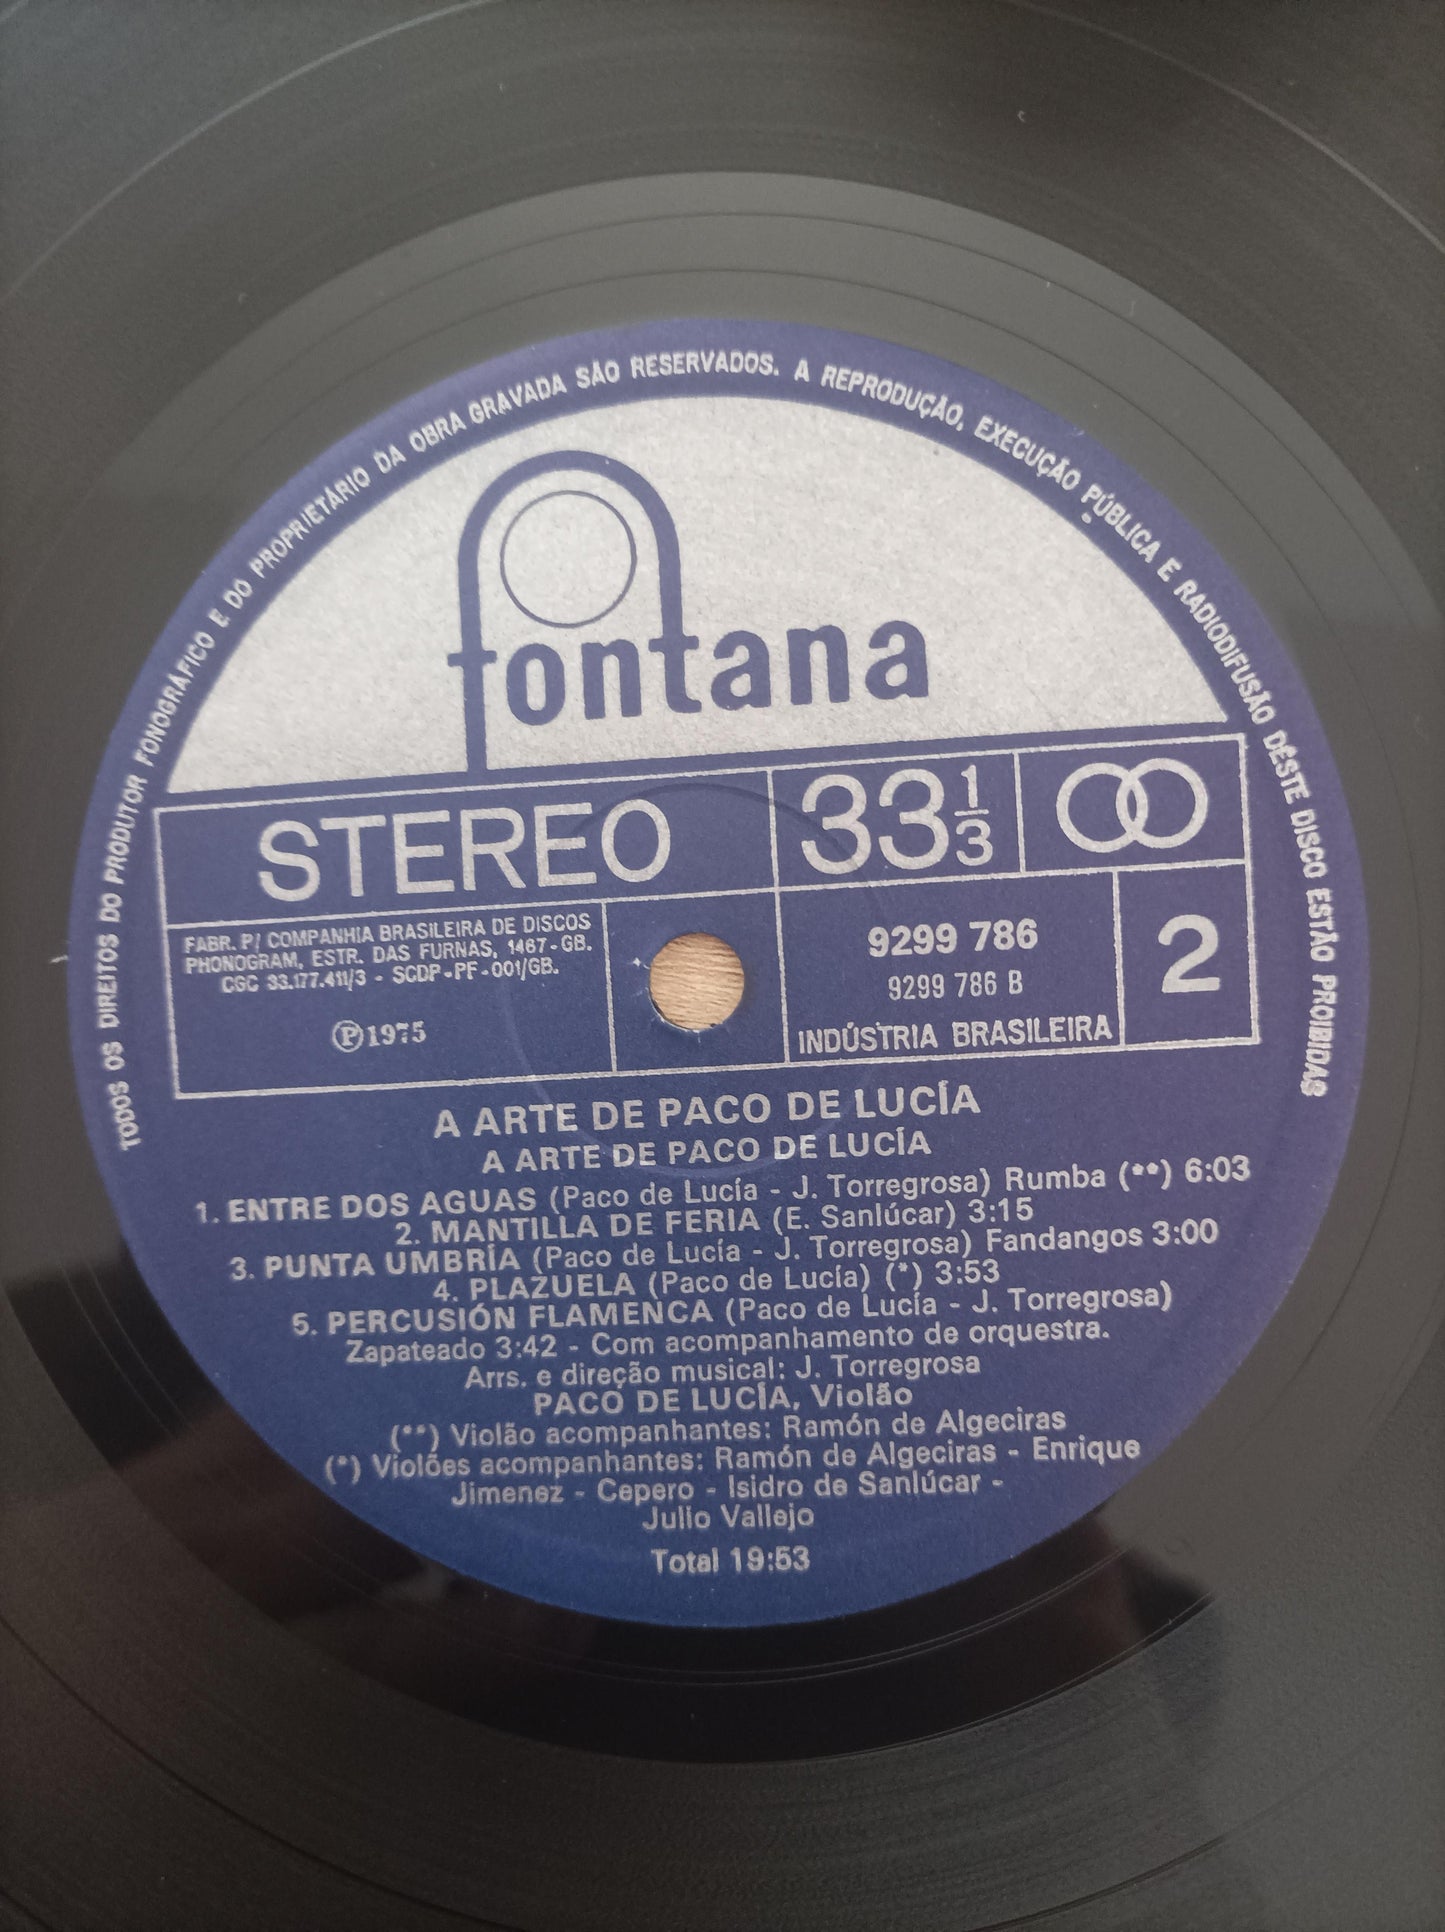 TODOS OS DIREITOS DO PRODUTOR FONOGRÁFICO E DO PROPRIETÁRIO DA OBRA GRAVADA SÃO RESERVADOS. A REPRODUÇÃO, EXECUÇÃO PÚBLICA E RADIODIFUSÃO DÊSTE DISCO ESTÃO PROIBIDAS
fontana
STEREO
33 1/3
FABR. P/ COMPANHIA BRASILEIRA DE DISCOS
PHONOGRAM, ESTR. DAS FURNAS, 1467-GB.
CGC 33.177.411/3 - SCDP-PF-001/GB.
Ⓟ1975
9299 786
9299 786 B
INDÚSTRIA BRASILEIRA
2
A ARTE DE PACO DE LUCÍA
A ARTE DE PACO DE LUCÍA
1. ENTRE DOS AGUAS (Paco de Lucía - J. Torregrosa) Rumba (**) 6:03
2. MANTILLA DE FERIA (E. Sanlúcar) 3:15
3. PUNTA UMBRÍA (Paco de Lucía - J. Torregrosa) Fandangos 3:00
4. PLAZUELA (Paco de Lucía) (*) 3:53
5. PERCUSIÓN FLAMENCA (Paco de Lucía - J. Torregrosa)
Zapateado 3:42 - Com acompanhamento de orquestra.
Arrs. e direção musical: J. Torregrosa
PACO DE LUCÍA, Violão
(**) Violão acompanhantes: Ramón de Algeciras
(*) Violões acompanhantes: Ramón de Algeciras - Enrique
Jimenez - Cepero - Isidro de Sanlúcar -
Julio Vallejo
Total 19:53